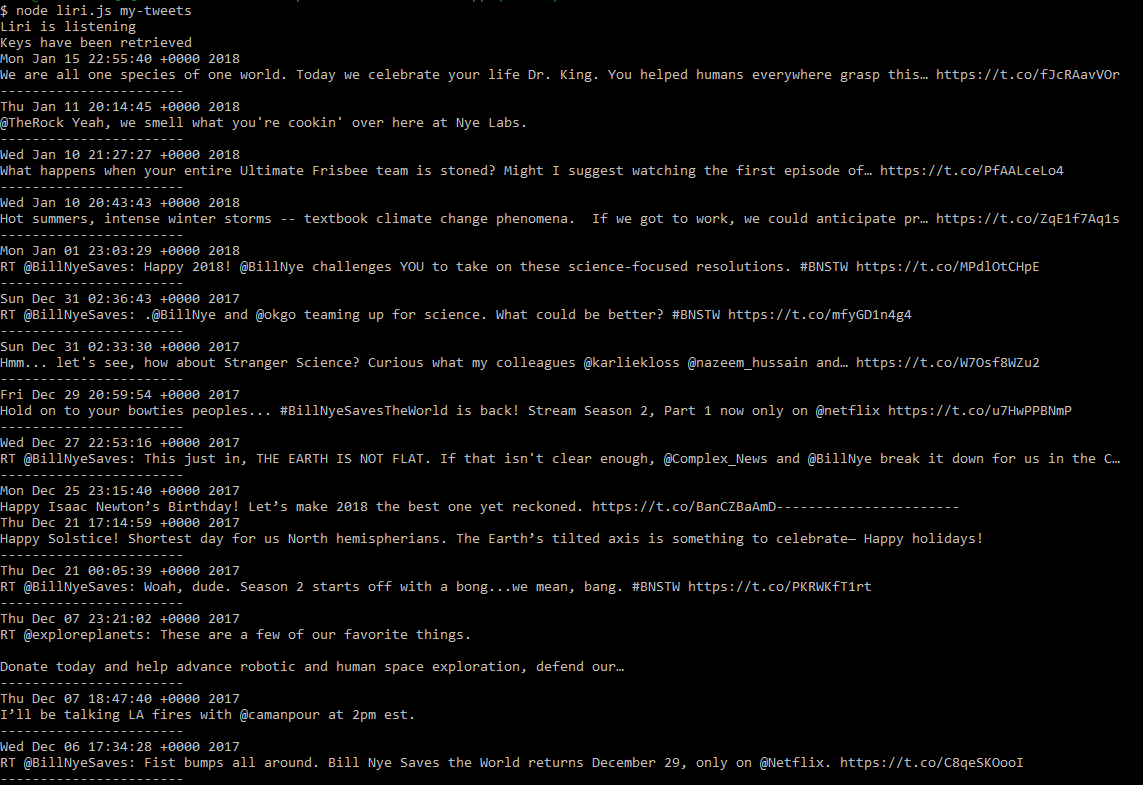 $ node liri.js my-tweets
Liri is listening
Keys have been retrieved
Mon Jan 15 22:55:40 +0000 2018
We are all one species of one world. Today we celebrate your life Dr. King. You helped humans everywhere grasp this… https://t.co/fJcRAavVOr
-----------------------
Thu Jan 11 20:14:45 +0000 2018
@TheRock Yeah, we smell what you're cookin' over here at Nye Labs.
-----------------------
Wed Jan 10 21:27:27 +0000 2018
What happens when your entire Ultimate Frisbee team is stoned? Might I suggest watching the first episode of… https://t.co/PfAALceLo4
-----------------------
Wed Jan 10 20:43:43 +0000 2018
Hot summers, intense winter storms -- textbook climate change phenomena.  If we got to work, we could anticipate pr… https://t.co/ZqE1f7Aq1s
-----------------------
Mon Jan 01 23:03:29 +0000 2018
RT @BillNyeSaves: Happy 2018! @BillNye challenges YOU to take on these science-focused resolutions. #BNSTW https://t.co/MPdlOtCHpE
-----------------------
Sun Dec 31 02:36:43 +0000 2017
RT @BillNyeSaves: .@BillNye and @okgo teaming up for science. What could be better? #BNSTW https://t.co/mfyGD1n4g4
-----------------------
Sun Dec 31 02:33:30 +0000 2017
Hmm... let's see, how about Stranger Science? Curious what my colleagues @karliekloss @nazeem_hussain and… https://t.co/W7Osf8WZu2
-----------------------
Fri Dec 29 20:59:54 +0000 2017
Hold on to your bowties peoples... #BillNyeSavesTheWorld is back! Stream Season 2, Part 1 now only on @netflix https://t.co/u7HwPPBNmP
-----------------------
Wed Dec 27 22:53:16 +0000 2017
RT @BillNyeSaves: This just in, THE EARTH IS NOT FLAT. If that isn't clear enough, @Complex_News and @BillNye break it down for us in the C…
-----------------------
Mon Dec 25 23:15:40 +0000 2017
Happy Isaac Newton’s Birthday! Let’s make 2018 the best one yet reckoned. https://t.co/BanCZBaAmD-----------------------
Thu Dec 21 17:14:59 +0000 2017
Happy Solstice! Shortest day for us North hemispherians. The Earth’s tilted axis is something to celebrate— Happy holidays!
-----------------------
Thu Dec 21 00:05:39 +0000 2017
RT @BillNyeSaves: Woah, dude. Season 2 starts off with a bong...we mean, bang. #BNSTW https://t.co/PKRWKfT1rt
-----------------------
Thu Dec 07 23:21:02 +0000 2017
RT @exploreplanets: These are a few of our favorite things.

Donate today and help advance robotic and human space exploration, defend our…
-----------------------
Thu Dec 07 18:47:40 +0000 2017
I’ll be talking LA fires with @camanpour at 2pm est.
-----------------------
Wed Dec 06 17:34:28 +0000 2017
RT @BillNyeSaves: Fist bumps all around. Bill Nye Saves the World returns December 29, only on @Netflix. https://t.co/C8qeSKOooI
-----------------------